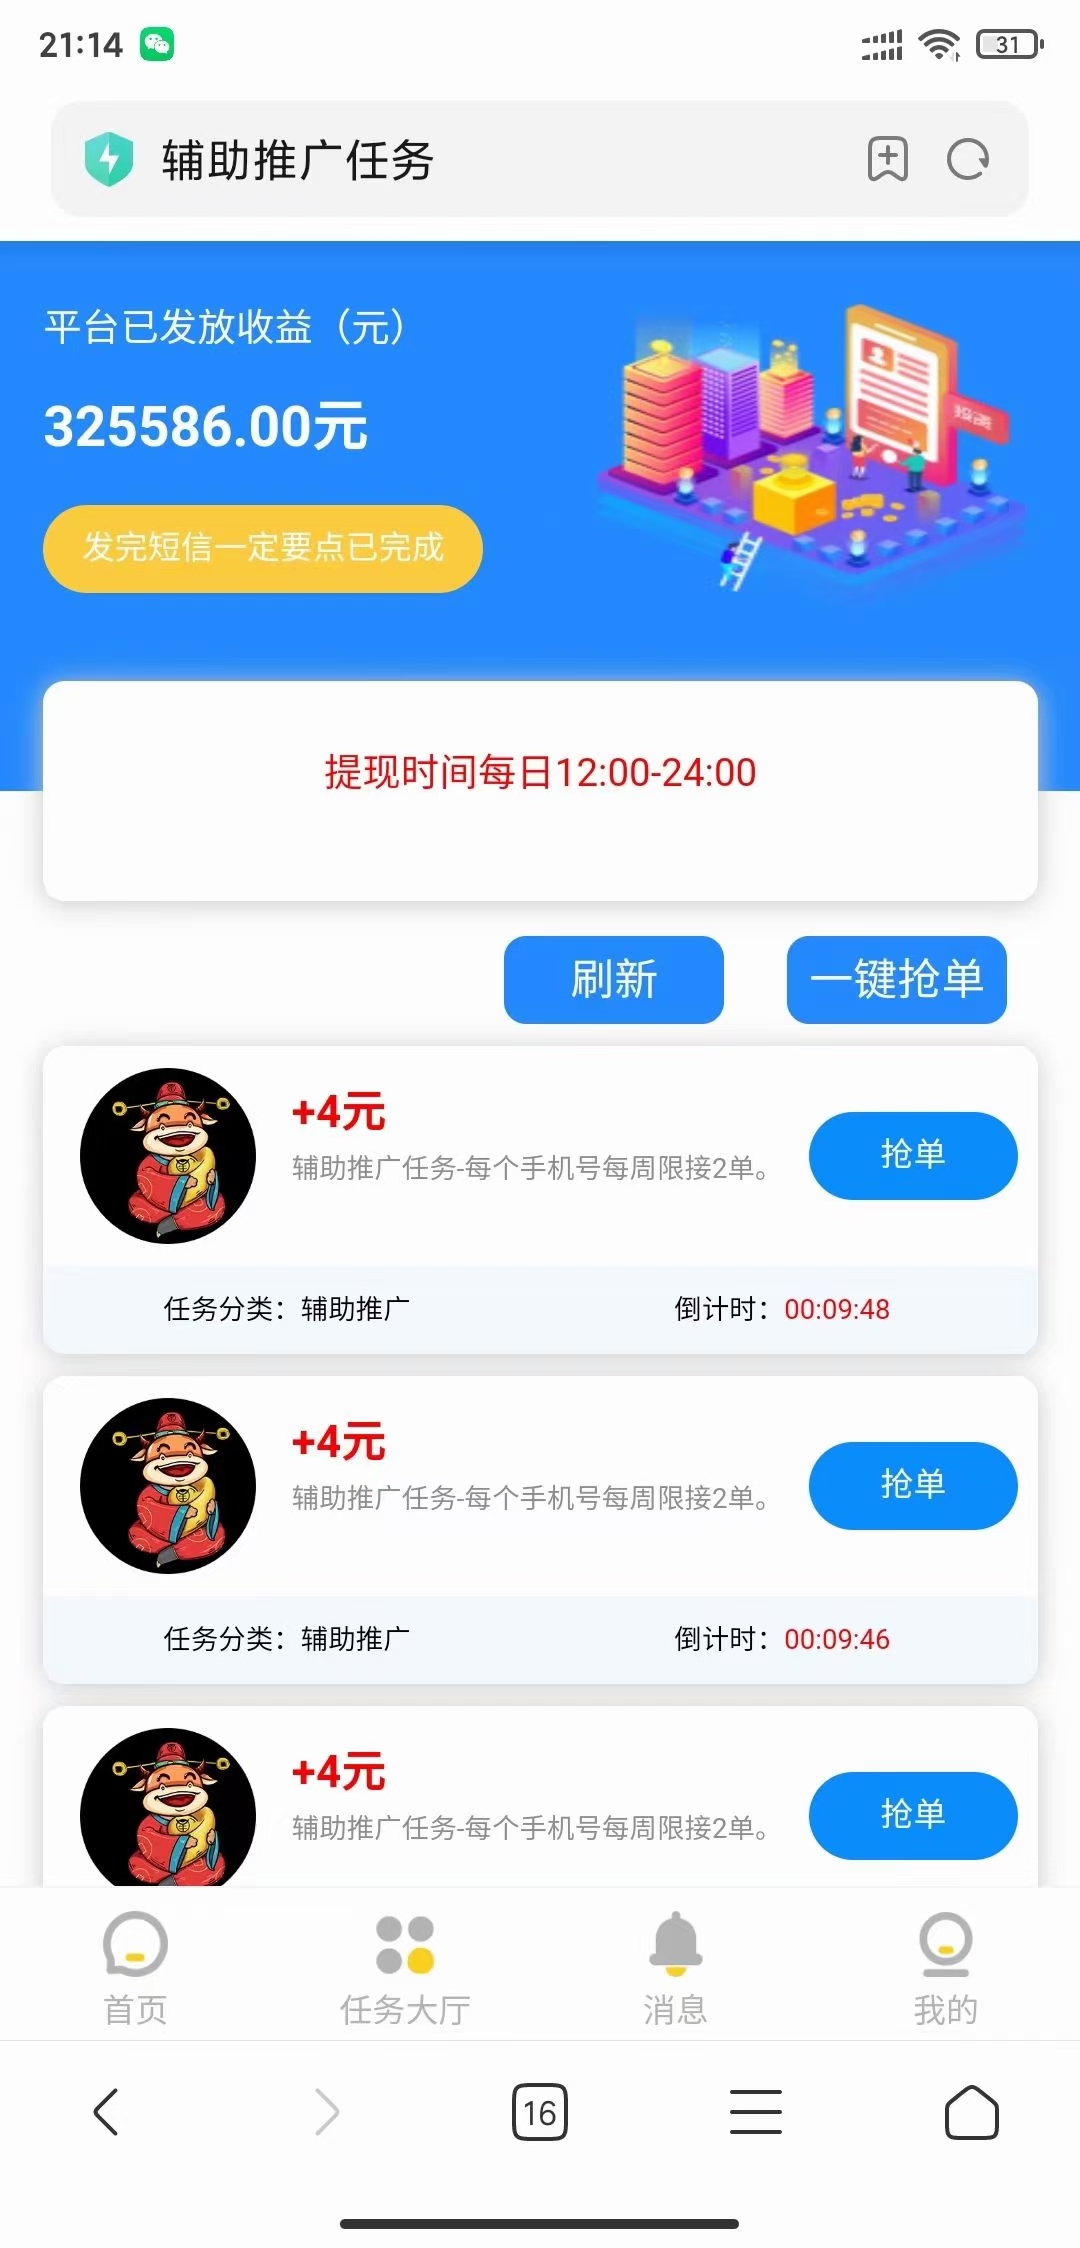 21:14
31
辅助推广任务
平台已发放收益（元）
325586.00元
投资
发完短信一定要点已完成
提现时间每日12:00-24:00
刷新
一键抢单
+4元
辅助推广任务-每个手机号每周限接2单。
抢单
任务分类：辅助推广
倒计时：00:09:48
+4元
辅助推广任务-每个手机号每周限接2单。
抢单
任务分类：辅助推广
倒计时：00:09:46
+4元
辅助推广任务-每个手机号每周限接2单。
抢单
首页
任务大厅
消息
我的
16